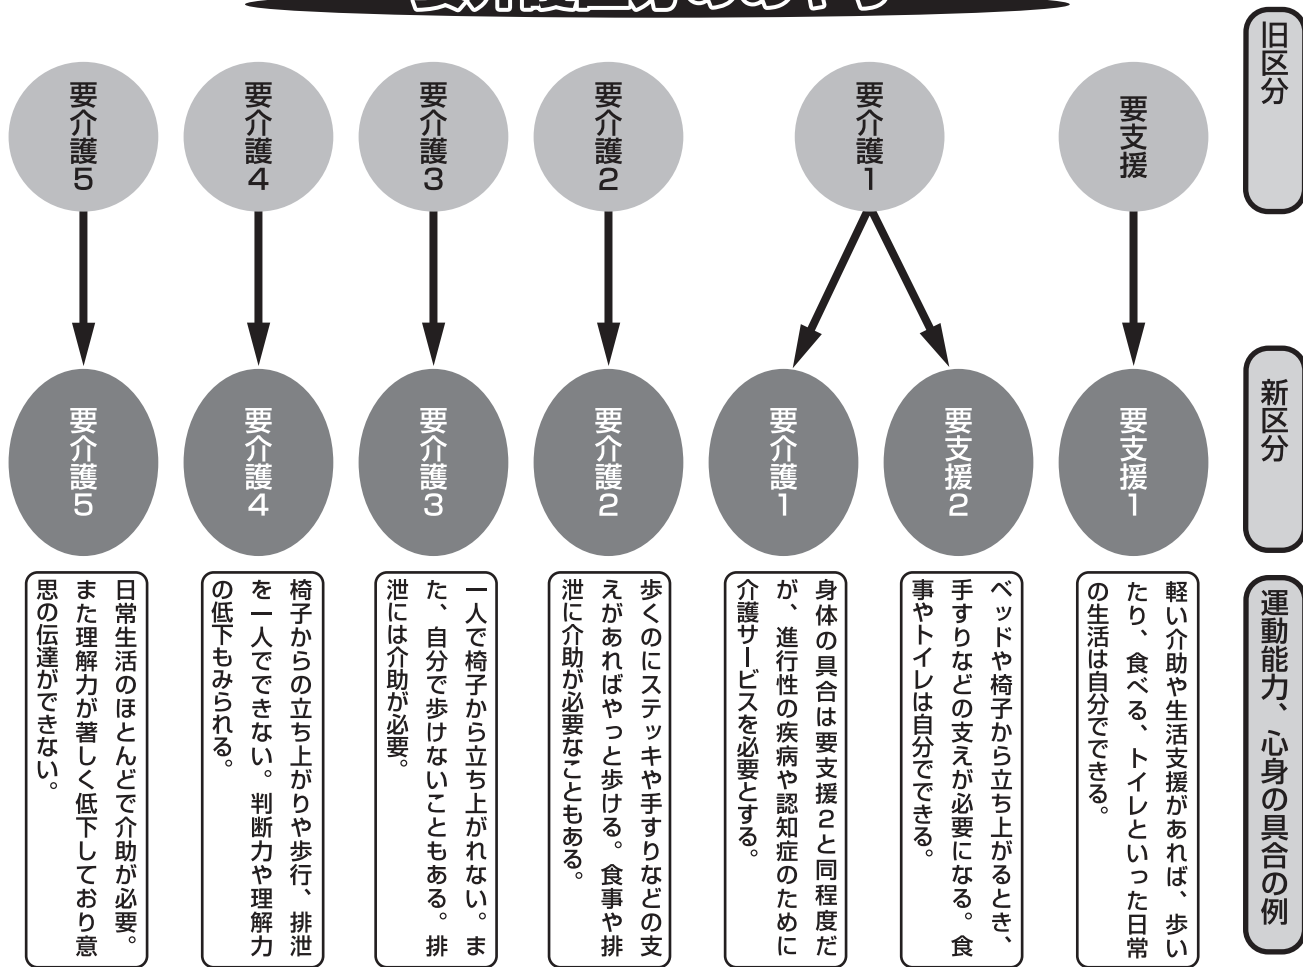 旧区分
要支援
要介護1
要介護2
要介護3
要介護4
要介護5
新区分
要支援1
要支援2
要介護1
要介護2
要介護3
要介護4
要介護5
運動能力、心身の具合の例
軽い介助や生活支援があれば、歩い
たり、食べる、トイレといった日常
の生活は自分でできる。
ベッドや椅子から立ち上がるとき、
手すりなどの支えが必要になる。食
事やトイレは自分でできる。
身体の具合は要支援2と同程度だ
が、進行性の疾病や認知症のために
介護サービスを必要とする。
歩くのにステッキや手すりなどの支
えがあればやっと歩ける。食事や排
泄に介助が必要なこともある。
一人で椅子から立ち上がれない。ま
た、自分で歩けないこともある。排
泄には介助が必要。
椅子からの立ち上がりや歩行、排泄
を一人でできない。判断力や理解力
の低下もみられる。
日常生活のほとんどで介助が必要。
また理解力が著しく低下しており意
思の伝達ができない。